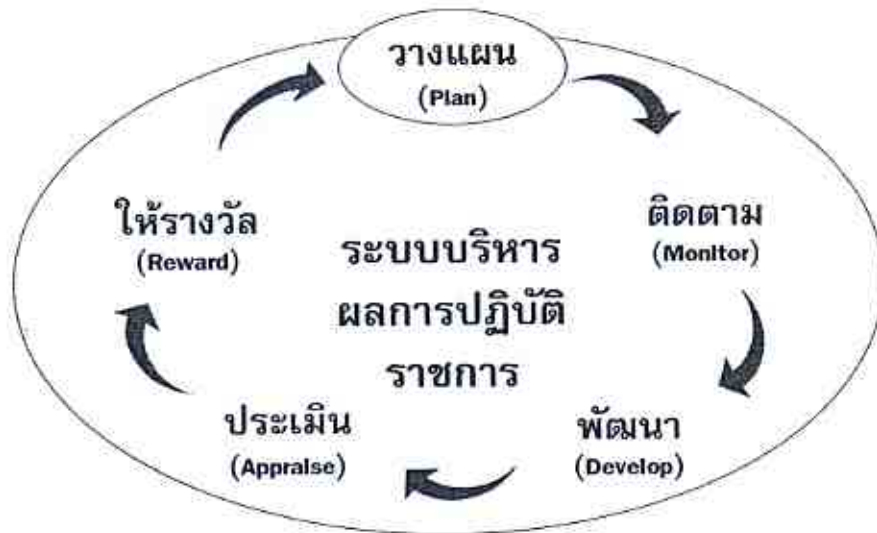 วางแผน
(Plan)
ติดตาม
(Monitor)
พัฒนา
(Develop)
ประเมิน
(Appraise)
ให้รางวัล
(Reward)
ระบบบริหาร
ผลการปฏิบัติ
ราชการ